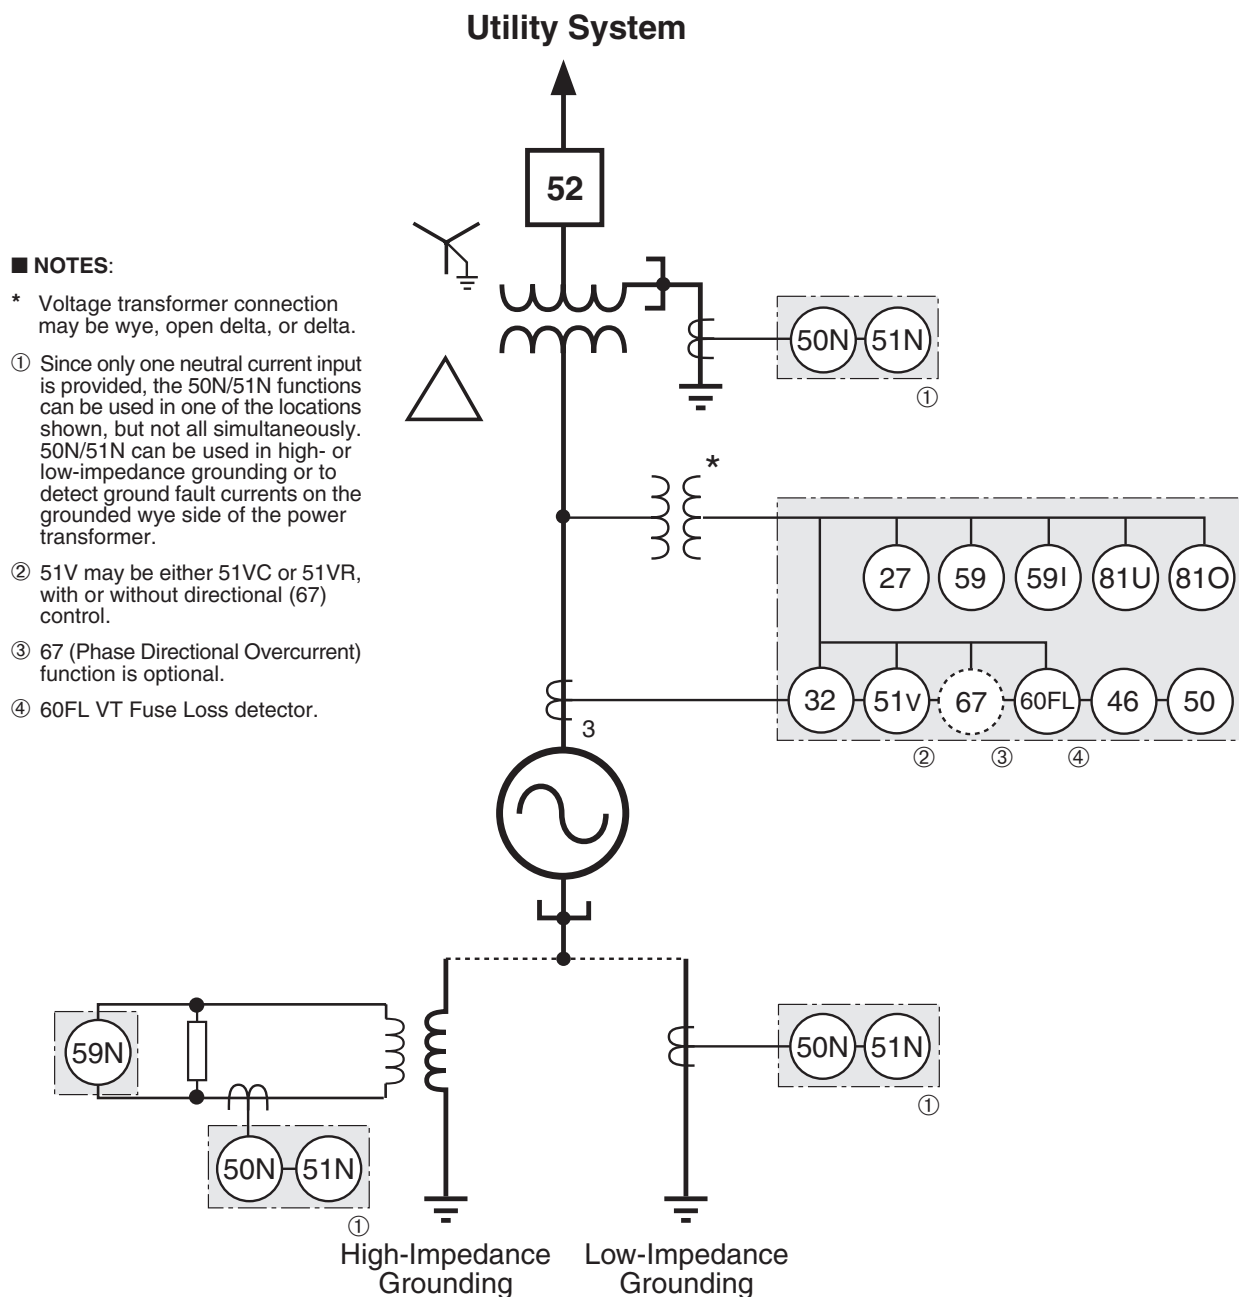 Utility System
52
■ NOTES:
* Voltage transformer connection
may be wye, open delta, or delta.
① Since only one neutral current input
is provided, the 50N/51N functions
can be used in one of the locations
shown, but not all simultaneously.
50N/51N can be used in high- or
low-impedance grounding or to
detect ground fault currents on the
grounded wye side of the power
transformer.
② 51V may be either 51VC or 51VR,
with or without directional (67)
control.
③ 67 (Phase Directional Overcurrent)
function is optional.
④ 60FL VT Fuse Loss detector.
50N 51N
①
*
27 59 59I 81U 81O
32 51V 67 60FL 46 50
② ③ ④
3
59N
50N 51N
①
50N 51N
①
High-Impedance
Grounding
Low-Impedance
Grounding